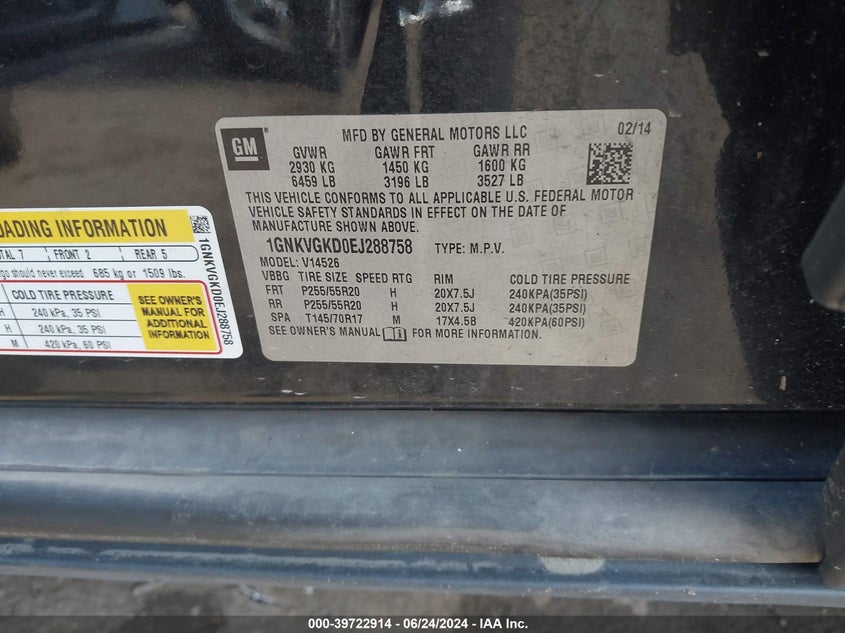 GM ®
MFD BY GENERAL MOTORS LLC 02/14
GVWR GAWR FRT GAWR RR
2930 KG 1450 KG 1600 KG
6459 LB 3196 LB 3527 LB
THIS VEHICLE CONFORMS TO ALL APPLICABLE U.S. FEDERAL MOTOR
VEHICLE SAFETY STANDARDS IN EFFECT ON THE DATE OF
MANUFACTURE SHOWN ABOVE.
1GNKVGKD0EJ288758 TYPE: M.P.V.
MODEL: V14526
VBBG TIRE SIZE SPEED RTG RIM COLD TIRE PRESSURE
FRT P255/55R20 H 20X7.5J 240KPA(35PSI)
RR P255/55R20 H 20X7.5J 240KPA(35PSI)
SPA T145/70R17 M 17X4.5B 420KPA(60PSI)
SEE OWNER'S MANUAL i FOR MORE INFORMATION.
OADING INFORMATION
TAL 7 FRONT 2 REAR 5
go should never exceed 685 kg or 1509 lbs.
COLD TIRE PRESSURE
H 240 kPa, 35 PSI
H 240 kPa, 35 PSI
M 420 kPa, 60 PSI
SEE OWNER'S
MANUAL FOR
ADDITIONAL
INFORMATION
1GNKVGKD0EJ288758
000-39722914 - 06/24/2024 - IAA Inc.